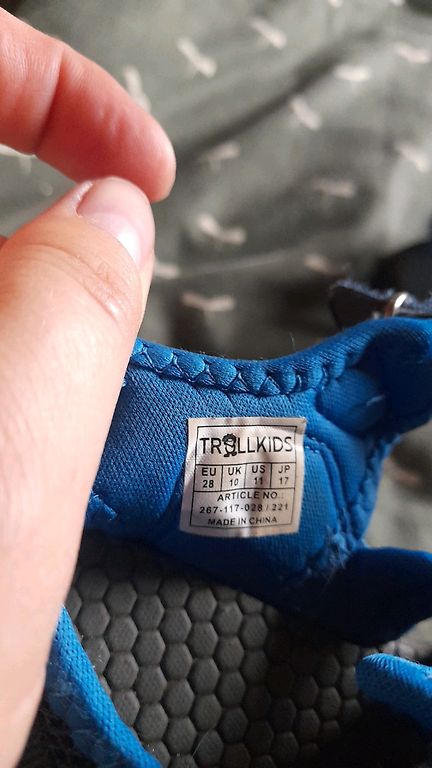 TROLLKIDS
EU UK US JP
28 10 11 17
ARTICLE NO.:
267-117-028 / 221
MADE IN CHINA